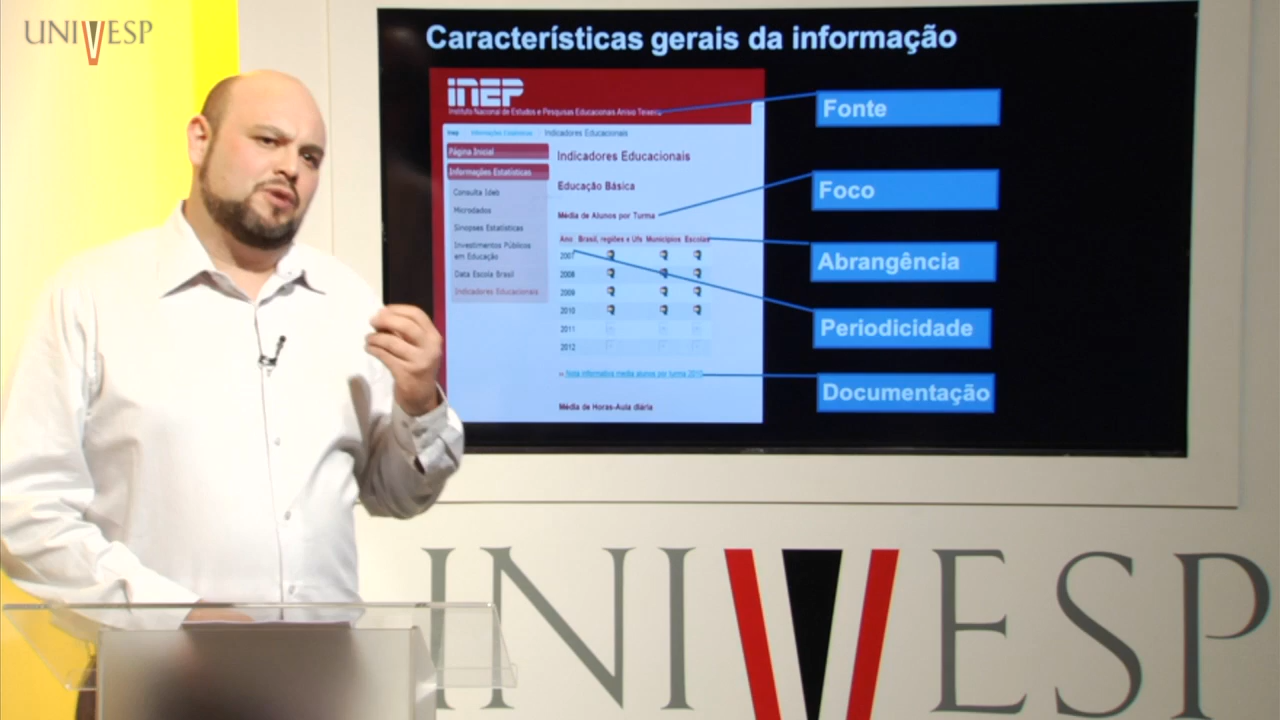 UNIVESP
Características gerais da informação
INEP
Instituto Nacional de Estudos e Pesquisas Educacionais Anísio Teixeira
Inep Informações Estatísticas Indicadores Educacionais
Página Inicial
Informações Estatísticas
Consulta Ideb
Microdados
Sinopses Estatísticas
Investimentos Públicos
em Educação
Data Escola Brasil
Indicadores Educacionais
Indicadores Educacionais
Educação Básica
Média de Alunos por Turma
Ano Brasil, regiões e Ufs Municípios Escolas
2007
2008
2009
2010
2011
2012
>> Nota informativa média alunos por turma 2010
Média de Horas-Aula diária
Fonte
Foco
Abrangência
Periodicidade
Documentação
UNIVESP